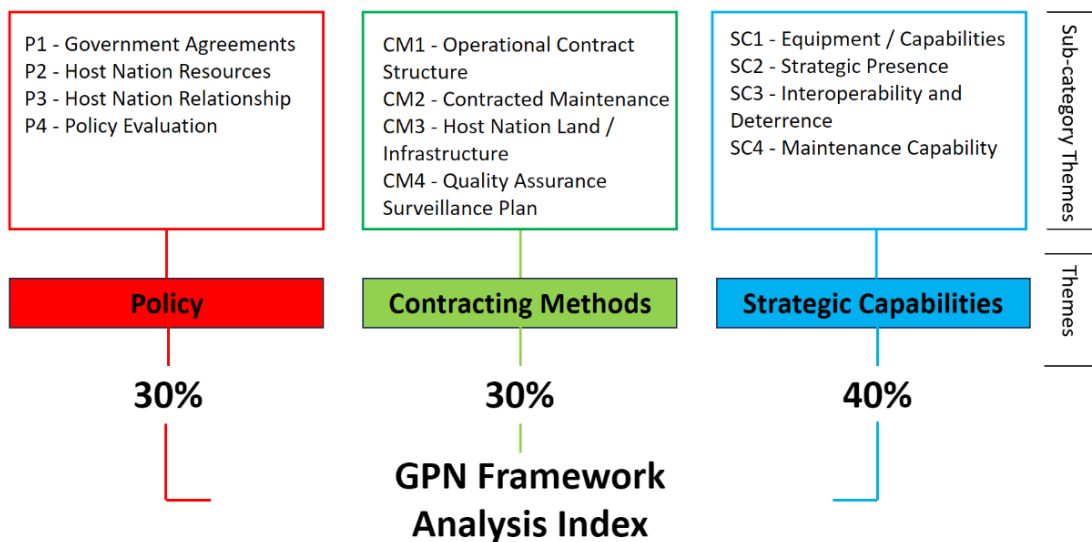 P1 - Government Agreements
P2 - Host Nation Resources
P3 - Host Nation Relationship
P4 - Policy Evaluation
CM1 - Operational Contract
Structure
CM2 - Contracted Maintenance
CM3 - Host Nation Land /
Infrastructure
CM4 - Quality Assurance
Surveillance Plan
SC1 - Equipment / Capabilities
SC2 - Strategic Presence
SC3 - Interoperability and
Deterrence
SC4 - Maintenance Capability
Sub-category Themes
Policy
Contracting Methods
Strategic Capabilities
Themes
30%
30%
40%
GPN Framework
Analysis Index